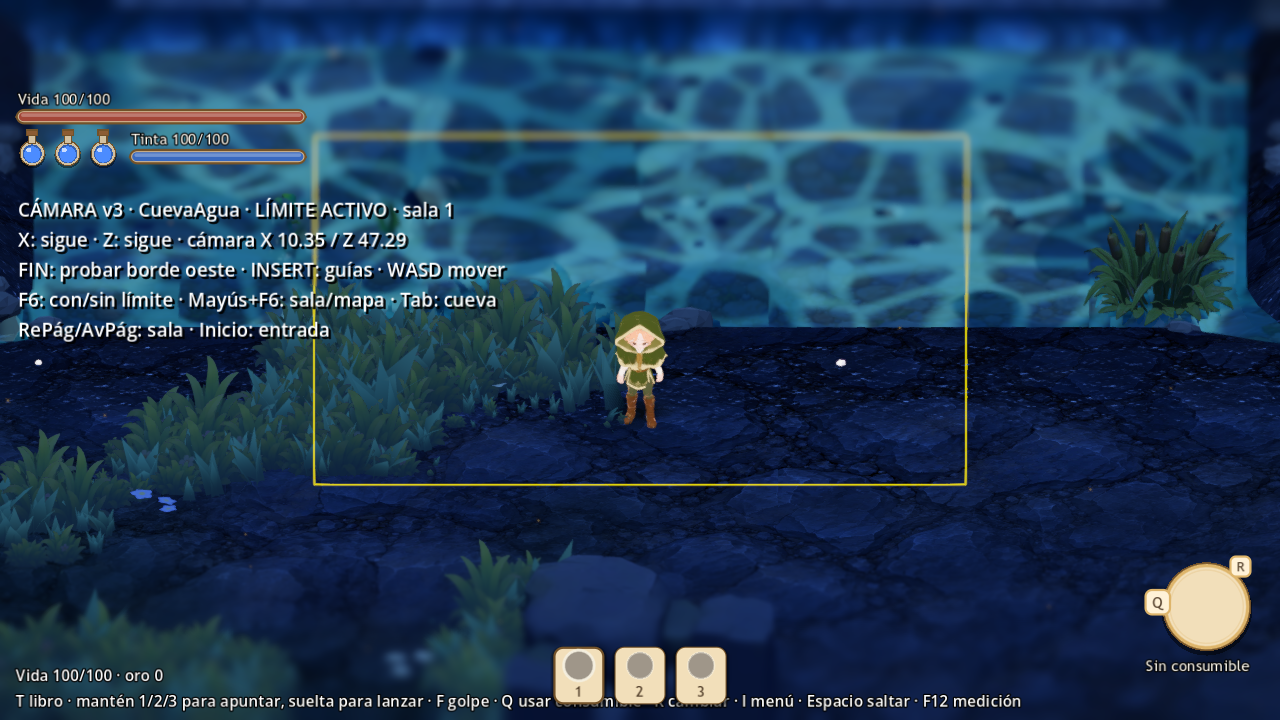 Vida 100/100
Tinta 100/100
CÁMARA v3 · CuevaAgua · LÍMITE ACTIVO · sala 1
X: sigue · Z: sigue · cámara X 10.35 / Z 47.29
FIN: probar borde oeste · INSERT: guías · WASD mover
F6: con/sin límite · Mayús+F6: sala/mapa · Tab: cueva
RePág/AvPág: sala · Inicio: entrada
R
Q
Sin consumible
1 2 3
Vida 100/100 · oro 0
T libro · mantén 1/2/3 para apuntar, suelta para lanzar · F golpe · Q usar consumible · R cambiar · I menú · Espacio saltar · F12 medición